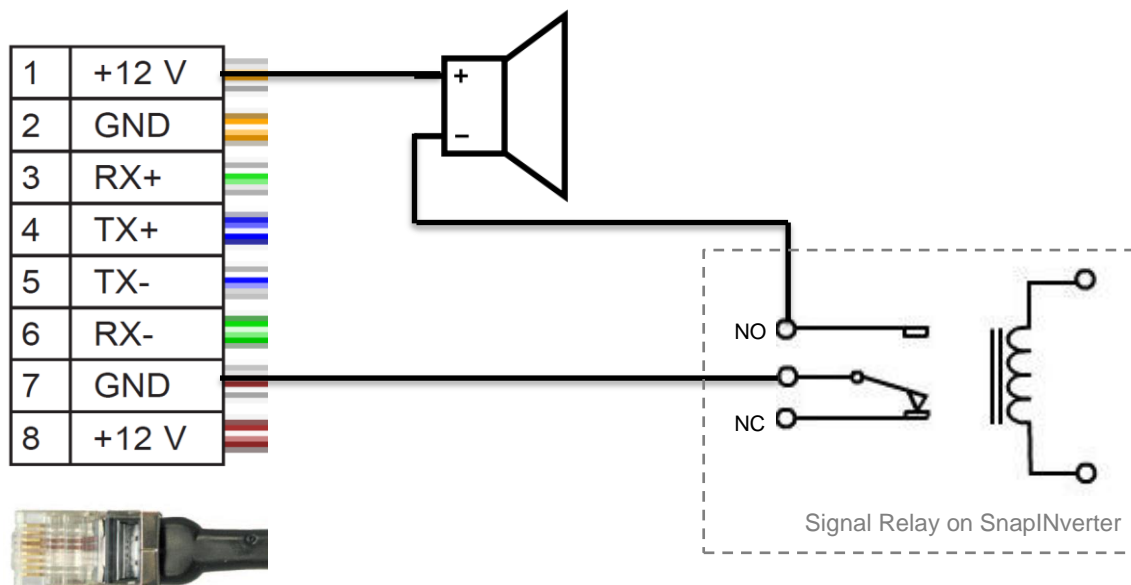 1 +12 V
2 GND
3 RX+
4 TX+
5 TX-
6 RX-
7 GND
8 +12 V
+
−
NO
NC
Signal Relay on SnapINverter